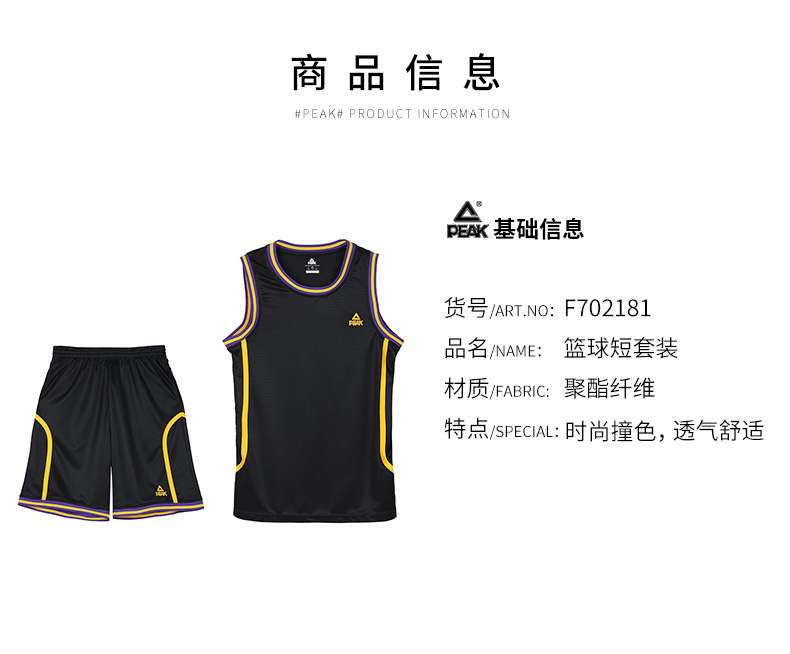 商品信息
#PEAK# PRODUCT INFORMATION
PEAK® 基础信息
货号/ART.NO: F702181
品名/NAME: 篮球短套装
材质/FABRIC: 聚酯纤维
特点/SPECIAL: 时尚撞色，透气舒适
PEAK
PEAK